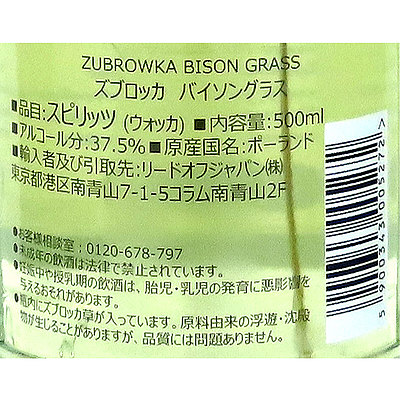 ZUBROWKA BISON GRASS
ズブロッカ バイソングラス
■品目:スピリッツ (ウォッカ) ■内容量:500ml
■アルコール分:37.5% ■原産国名:ポーランド
■輸入者及び引取先:リードオフジャパン(株)
東京都港区南青山7-1-5コラム南青山2F
●お客様相談室:0120-678-797
●未成年の飲酒は法律で禁止されています。
●妊娠中や授乳期の飲酒は、胎児・乳児の発育に悪影響を
与えるおそれがあります。
●瓶内にズブロッカ草が入っています。原料由来の浮遊・沈殿
物が生じることがありますが、品質には問題ありません。
5 900343 005272>